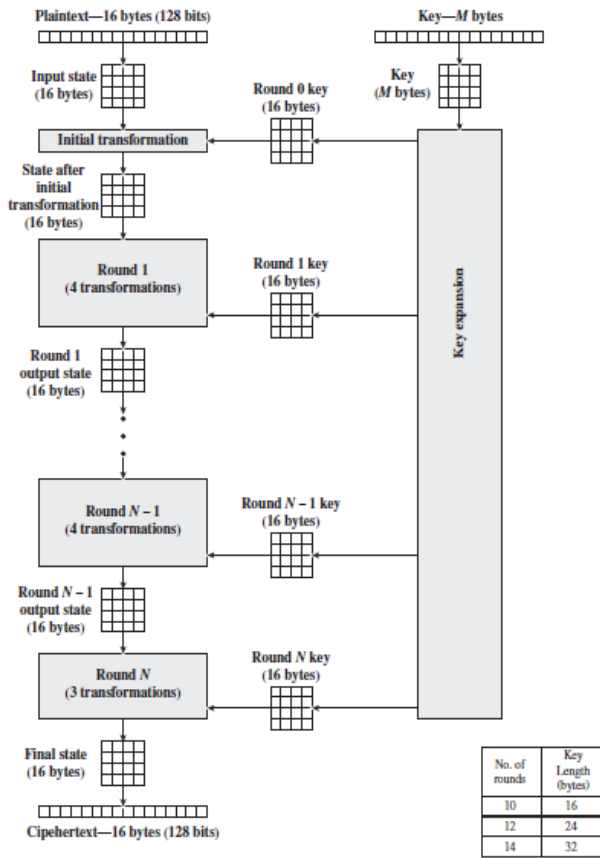 Plaintext—16 bytes (128 bits)
Key—M bytes
Input state
(16 bytes)
Key
(M bytes)
Round 0 key
(16 bytes)
Initial transformation
State after
initial
transformation
(16 bytes)
Round 1
(4 transformations)
Round 1 key
(16 bytes)
Key expansion
Round 1
output state
(16 bytes)
Round N – 1
(4 transformations)
Round N – 1 key
(16 bytes)
Round N – 1
output state
(16 bytes)
Round N
(3 transformations)
Round N key
(16 bytes)
Final state
(16 bytes)
Cipehertext—16 bytes (128 bits)
No. of
rounds
Key
Length
(bytes)
10 16
12 24
14 32